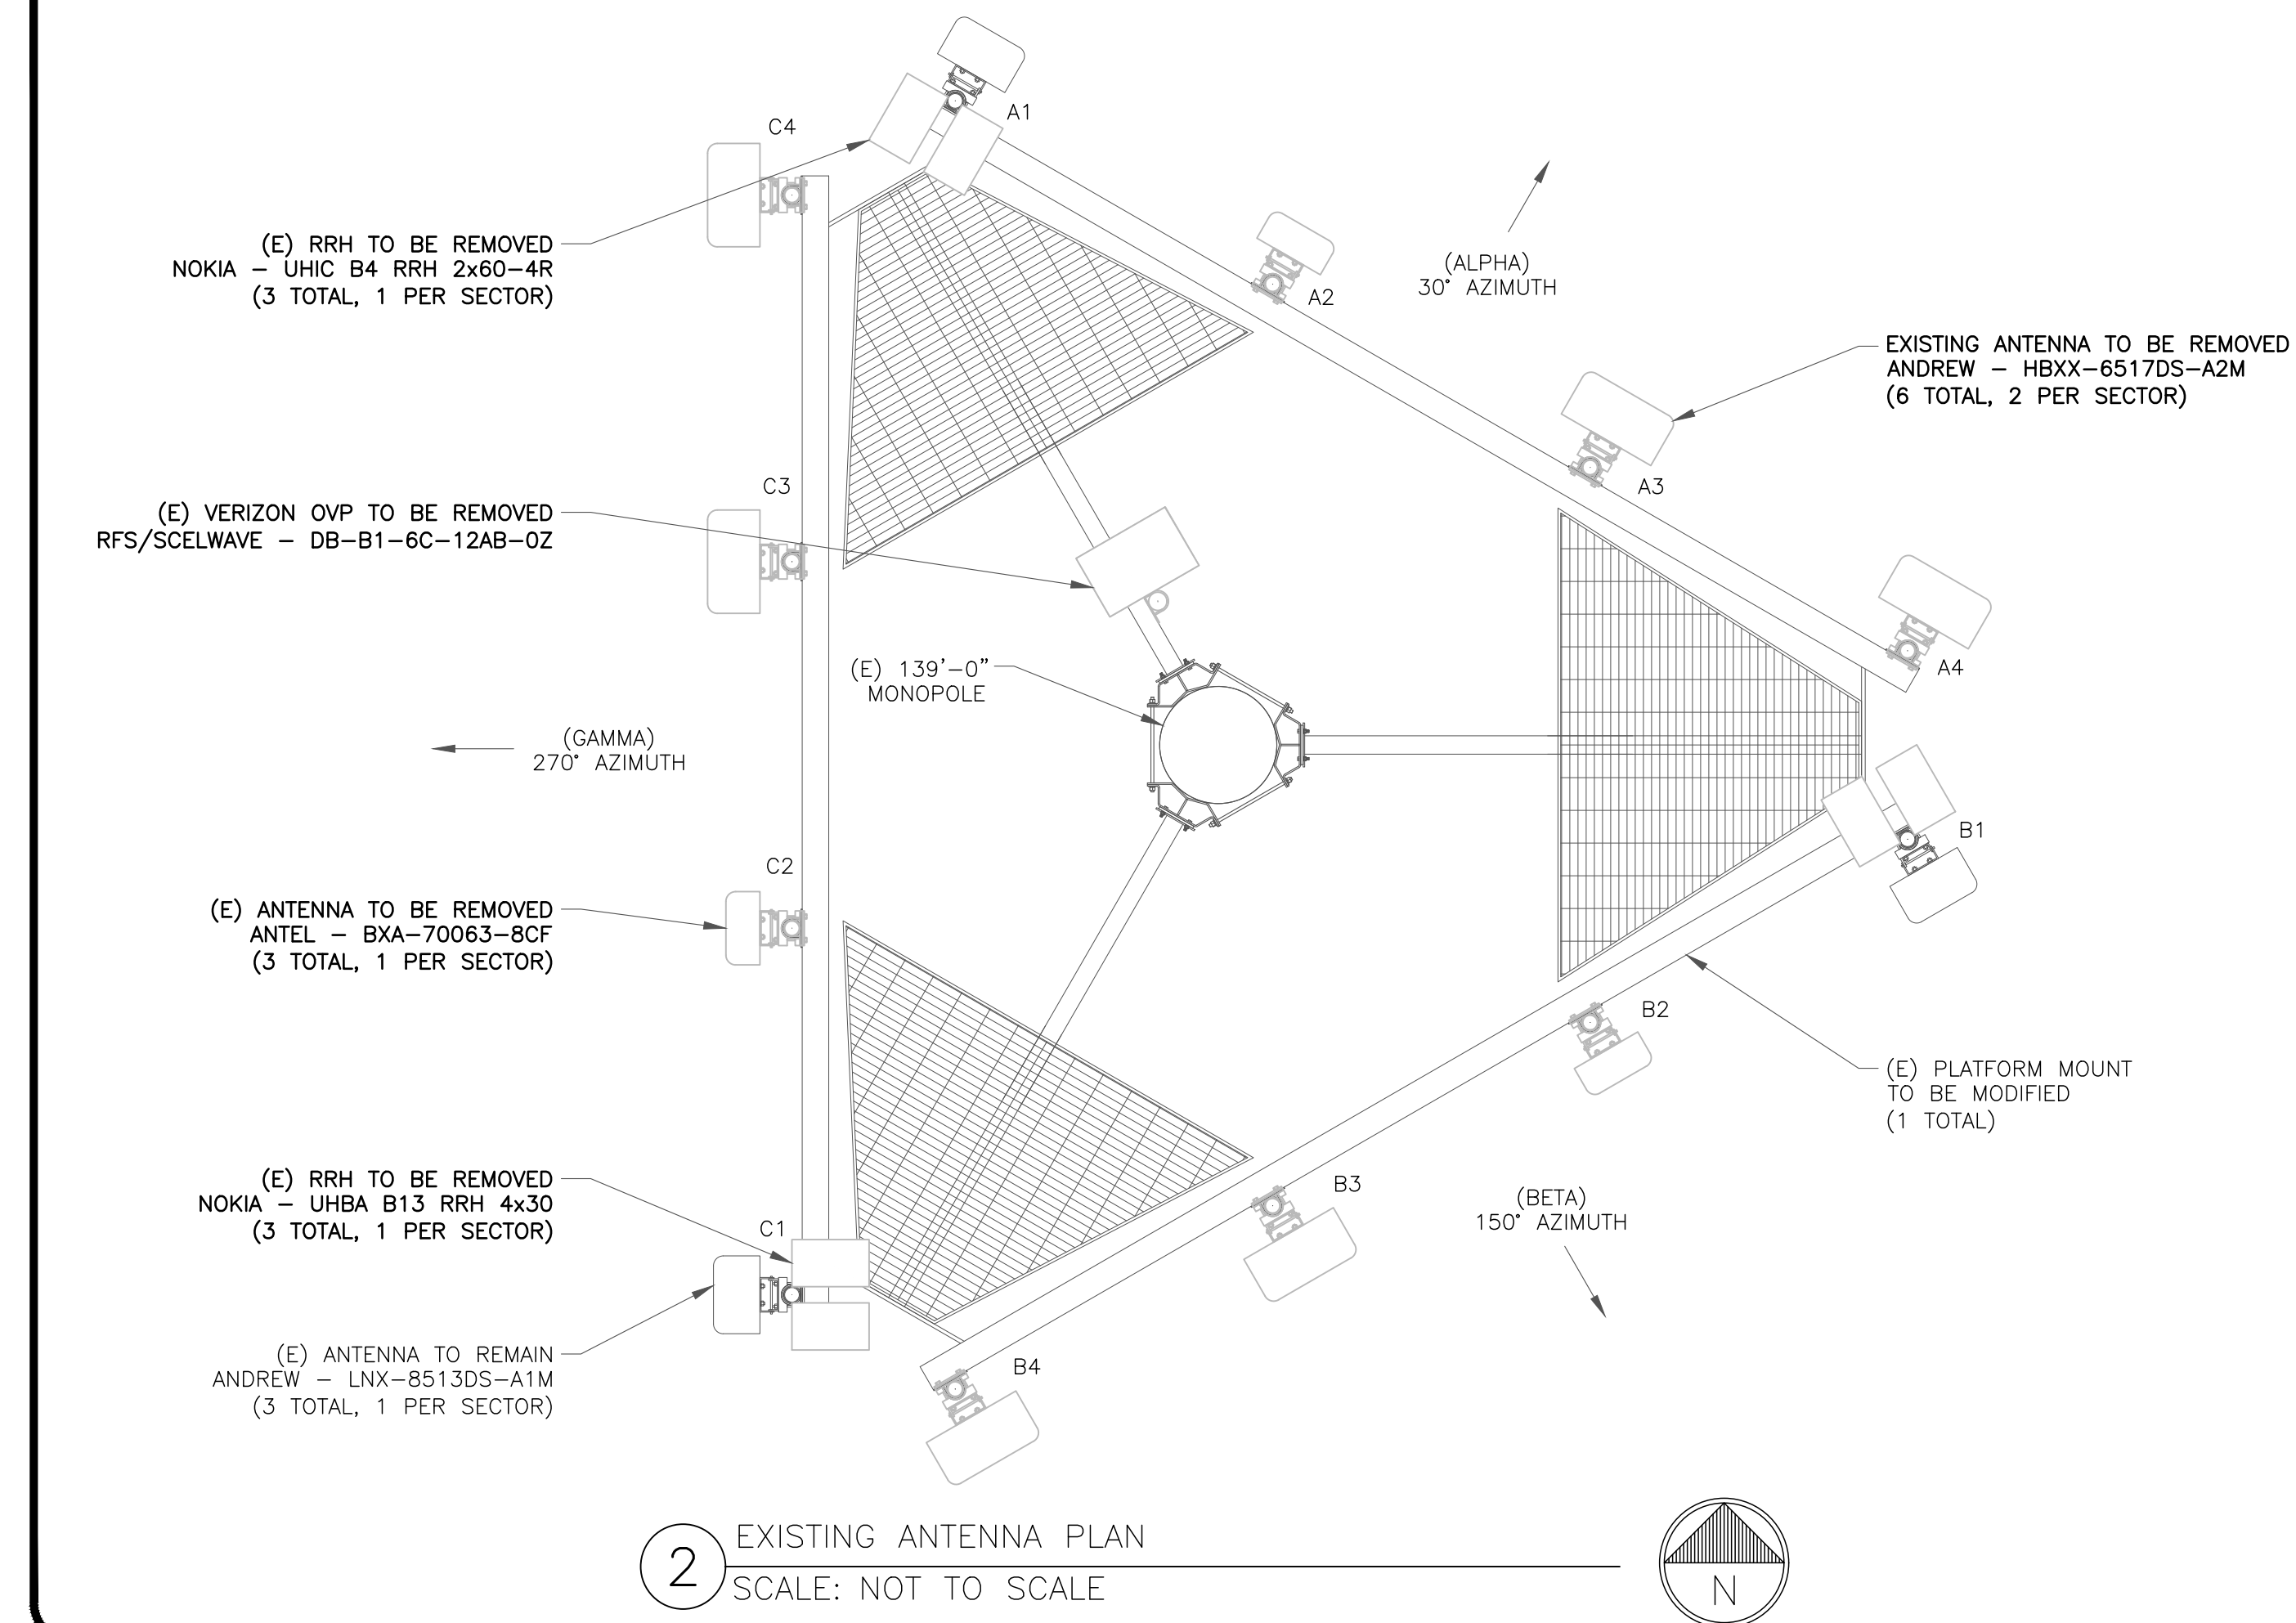 C4
A1
(E) RRH TO BE REMOVED
NOKIA – UHIC B4 RRH 2x60–4R
(3 TOTAL, 1 PER SECTOR)
A2
(ALPHA)
30° AZIMUTH
EXISTING ANTENNA TO BE REMOVED
ANDREW – HBXX–6517DS–A2M
(6 TOTAL, 2 PER SECTOR)
C3
A3
(E) VERIZON OVP TO BE REMOVED
RFS/SCELWAVE – DB–B1–6C–12AB–0Z
(E) 139'–0"
MONOPOLE
A4
(GAMMA)
270° AZIMUTH
B1
C2
(E) ANTENNA TO BE REMOVED
ANTEL – BXA–70063–8CF
(3 TOTAL, 1 PER SECTOR)
B2
(E) PLATFORM MOUNT
TO BE MODIFIED
(1 TOTAL)
(E) RRH TO BE REMOVED
NOKIA – UHBA B13 RRH 4x30
(3 TOTAL, 1 PER SECTOR)
B3
(BETA)
150° AZIMUTH
C1
(E) ANTENNA TO REMAIN
ANDREW – LNX–8513DS–A1M
(3 TOTAL, 1 PER SECTOR)
B4
2
EXISTING ANTENNA PLAN
SCALE: NOT TO SCALE
N